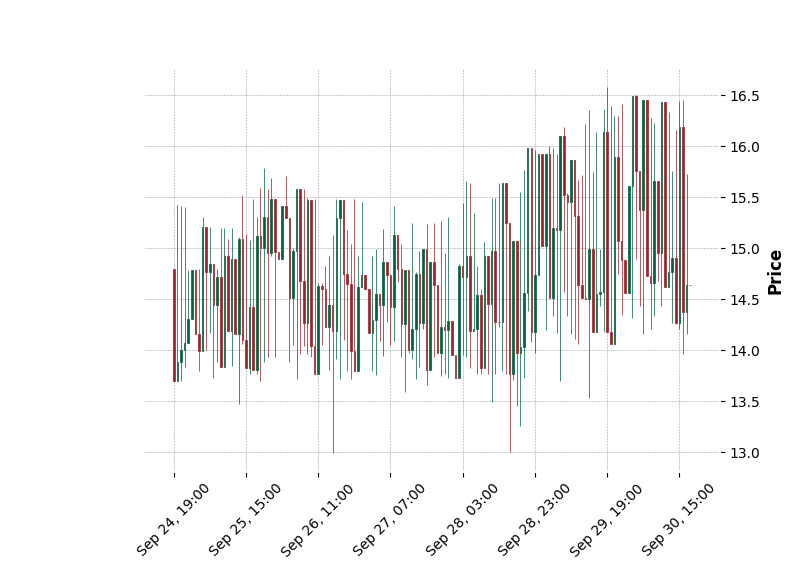 16.5
16.0
15.5
15.0
14.5
14.0
13.5
13.0
Price
Sep 24, 19:00
Sep 25, 15:00
Sep 26, 11:00
Sep 27, 07:00
Sep 28, 03:00
Sep 28, 23:00
Sep 29, 19:00
Sep 30, 15:00